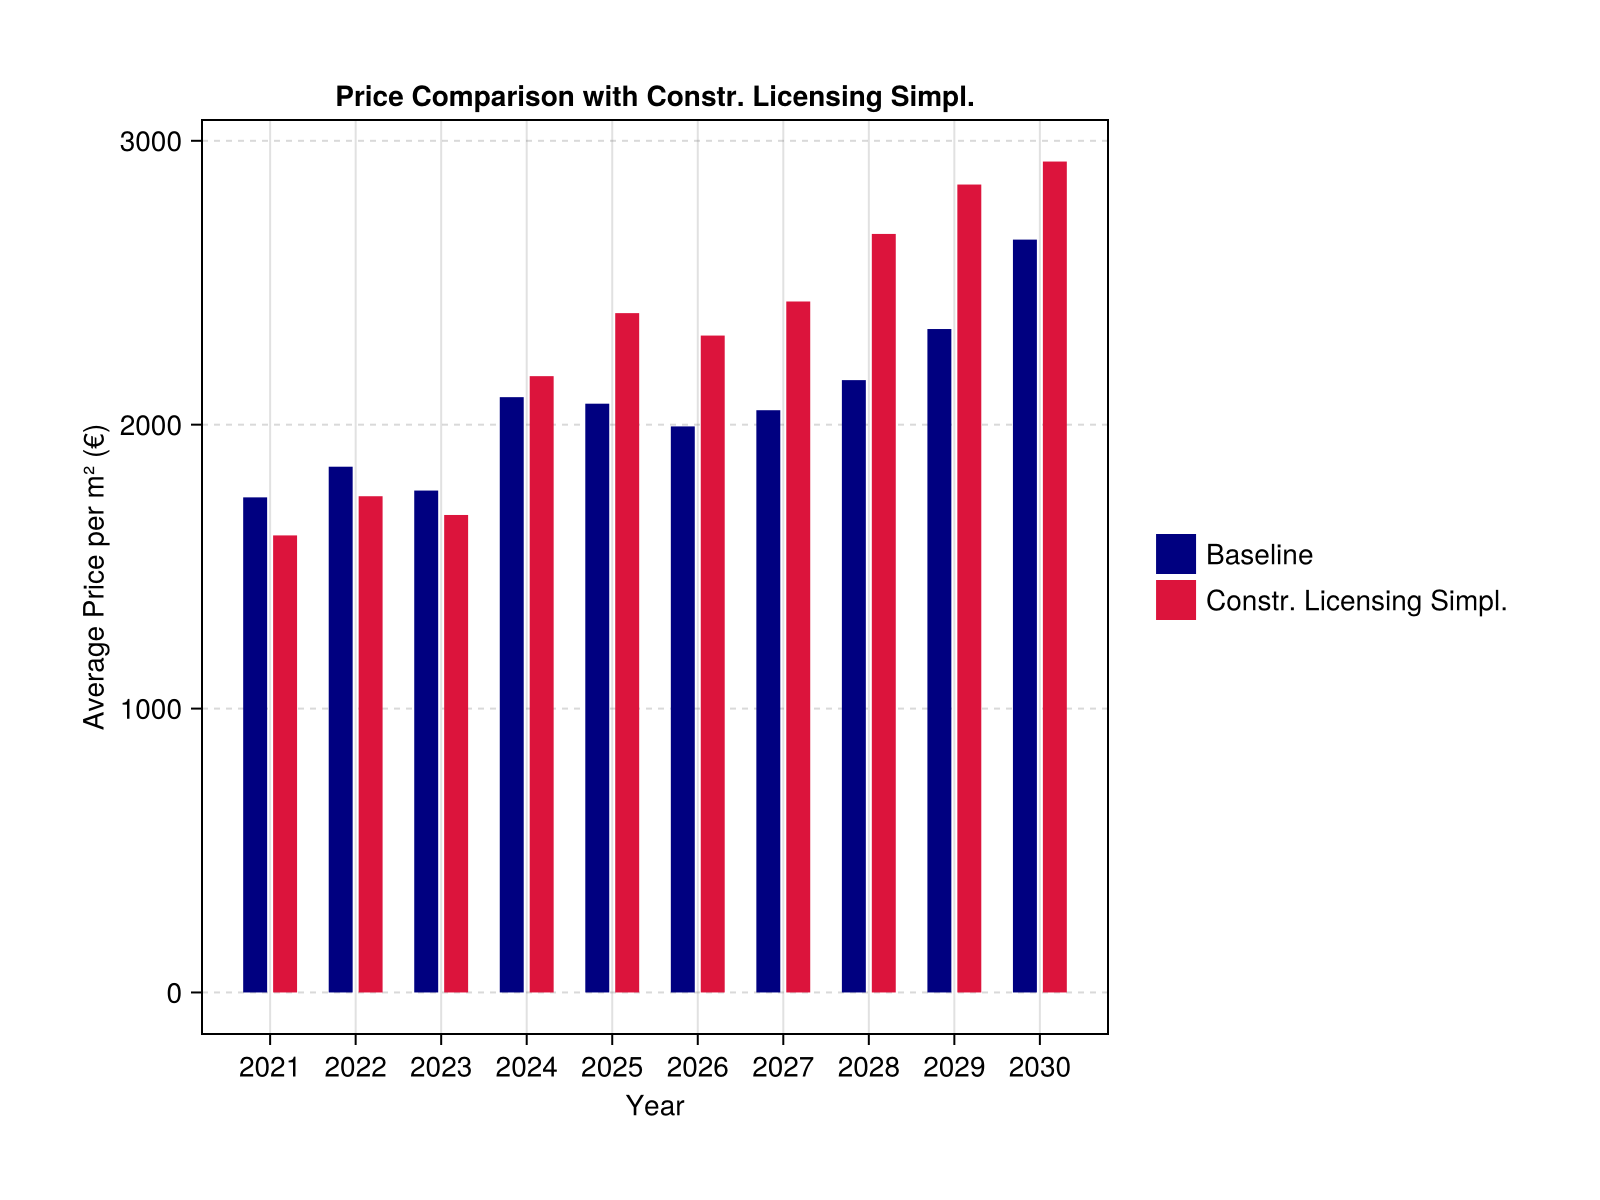 Price Comparison with Constr. Licensing Simpl.
3000
2000
1000
0
Average Price per m² (€)
2021 2022 2023 2024 2025 2026 2027 2028 2029 2030
Year
Baseline
Constr. Licensing Simpl.